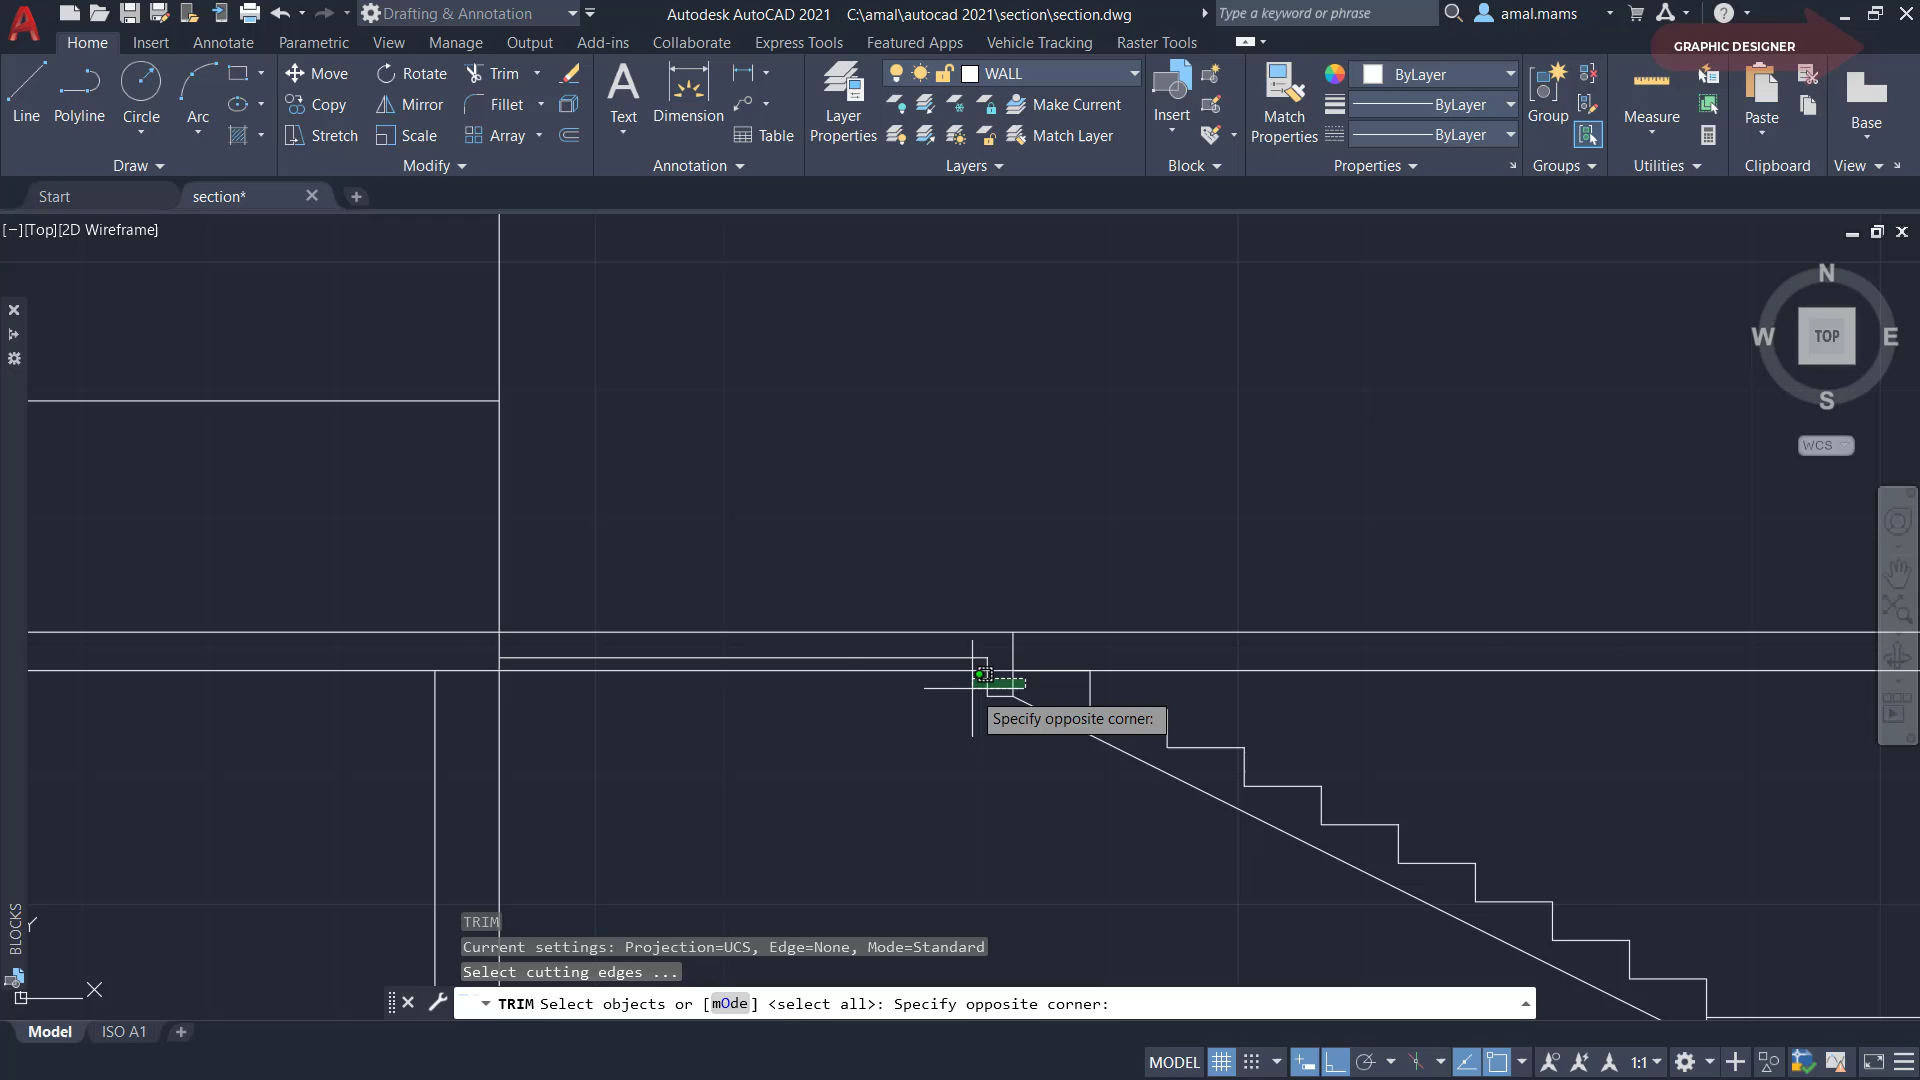 Drafting & Annotation
Autodesk AutoCAD 2021 C:\amal\autocad 2021\section\section.dwg
Type a keyword or phrase
amal.mams
GRAPHIC DESIGNER
Home Insert Annotate Parametric View Manage Output Add-ins Collaborate Express Tools Featured Apps Vehicle Tracking Raster Tools
Line
Polyline
Circle
Arc
Draw
Move
Rotate
Trim
Copy
Mirror
Fillet
Stretch
Scale
Array
Modify
Text
Dimension
Table
Annotation
Layer
Properties
WALL
Make Current
Match Layer
Layers
Insert
Block
Match
Properties
ByLayer
ByLayer
ByLayer
Properties
Group
Groups
Measure
Utilities
Paste
Clipboard
Base
View
Start
section*
[−][Top][2D Wireframe]
N
W
TOP
E
S
WCS
Specify opposite corner:
BLOCKS
Y
X
TRIM
Current settings: Projection=UCS, Edge=None, Mode=Standard
Select cutting edges ...
TRIM Select objects or [mOde] <select all>: Specify opposite corner:
Model
ISO A1
MODEL
1:1